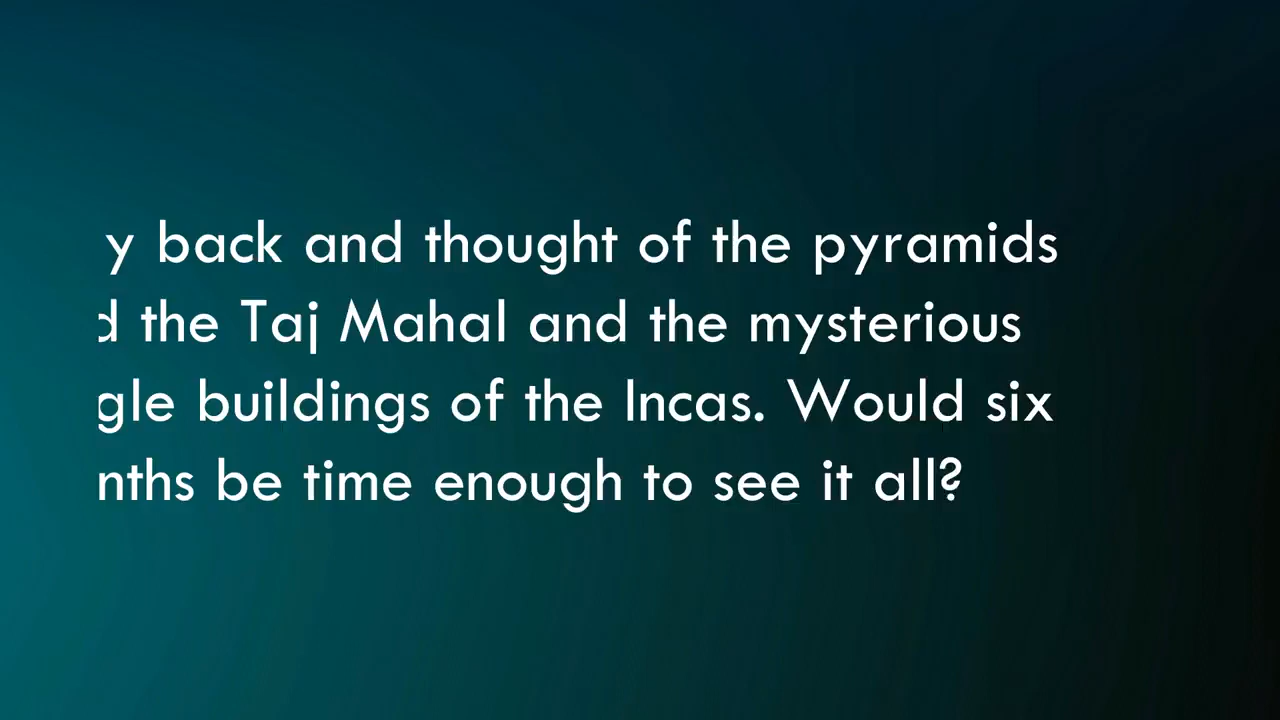 y back and thought of the pyramids
d the Taj Mahal and the mysterious
gle buildings of the Incas. Would six
nths be time enough to see it all?